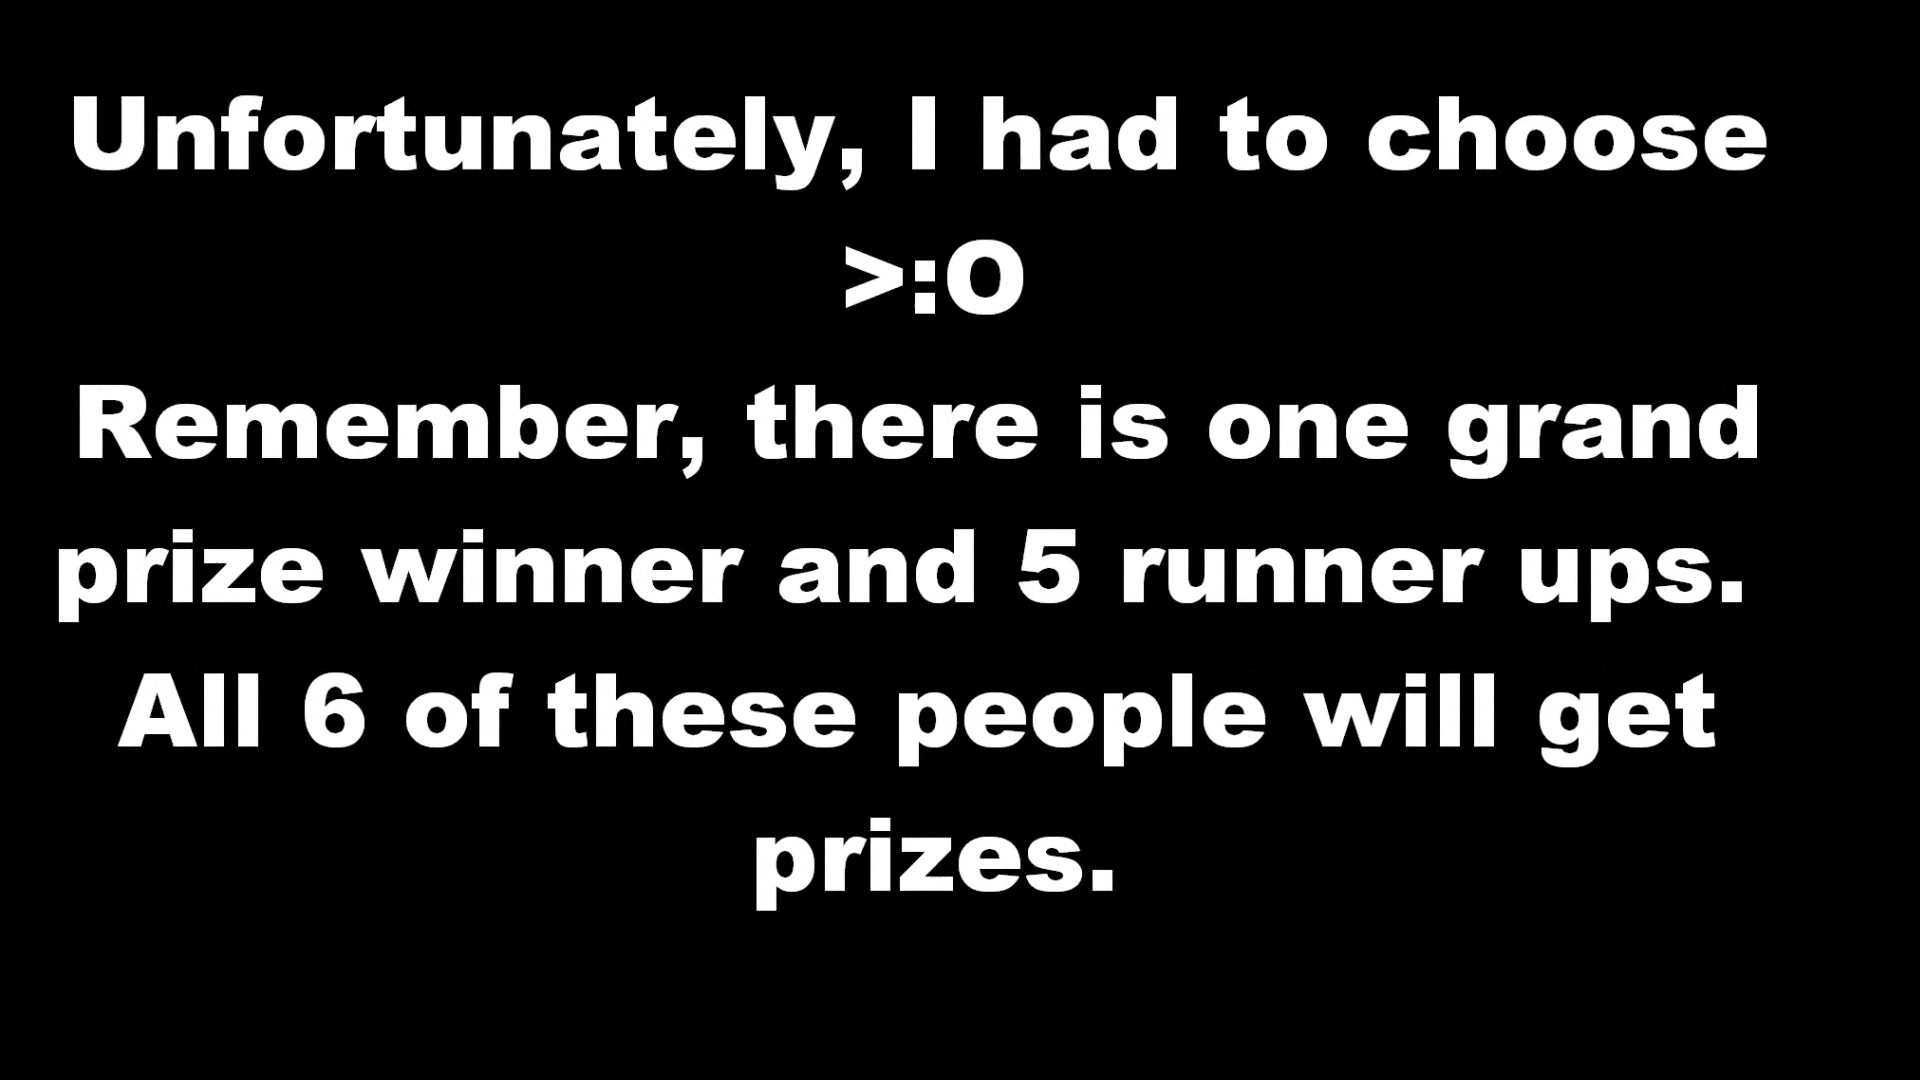 Unfortunately, I had to choose
>:O
Remember, there is one grand
prize winner and 5 runner ups.
All 6 of these people will get
prizes.